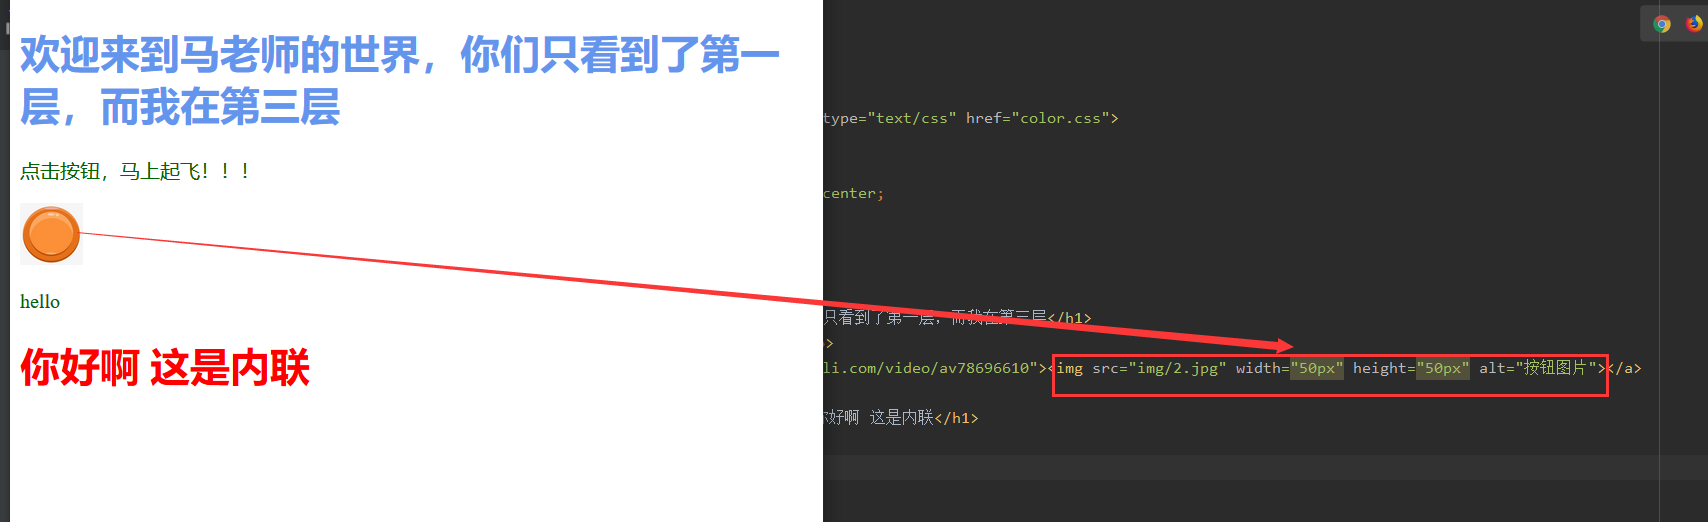 欢迎来到马老师的世界，你们只看到了第一
层，而我在第三层
点击按钮，马上起飞！！！
hello
你好啊 这是内联
type="text/css" href="color.css">
center;
只看到了第一层，而我在第三层</h1>
>
li.com/video/av78696610"><img src="img/2.jpg" width="50px" height="50px" alt="按钮图片"></a>
你好啊 这是内联</h1>